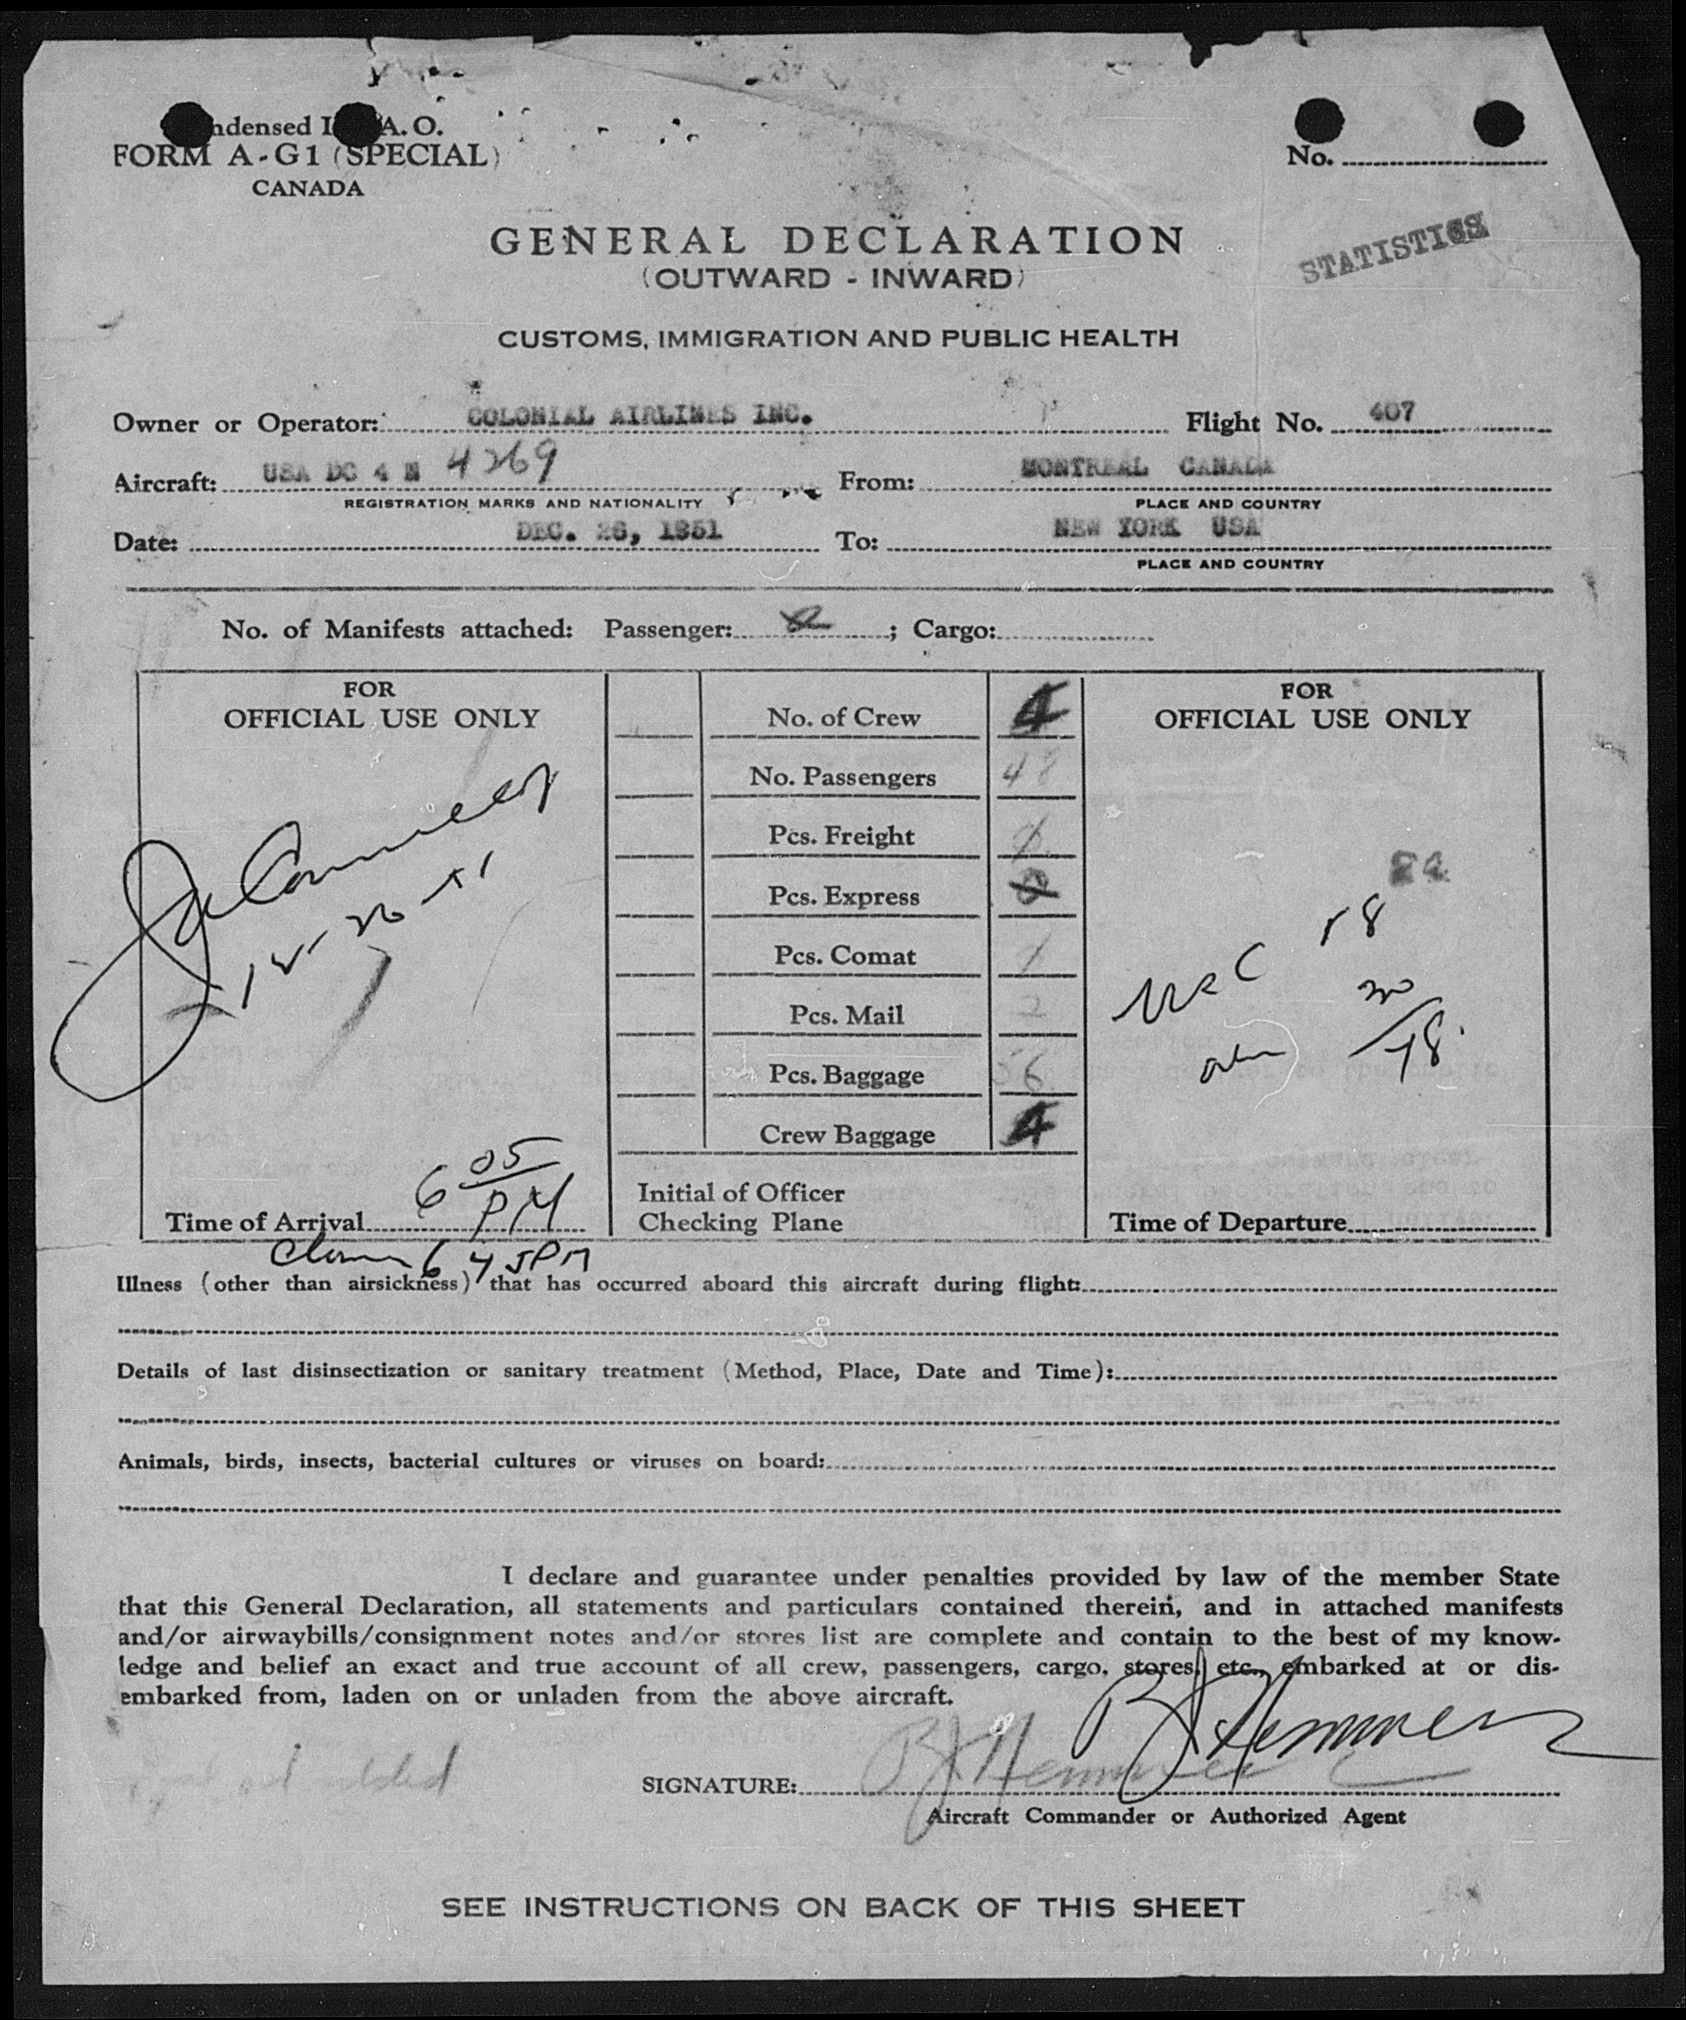 ndensed I A. O.
FORM A-G1 (SPECIAL)
CANADA
No.
STATISTICS
GENERAL DECLARATION
(OUTWARD - INWARD)
CUSTOMS, IMMIGRATION AND PUBLIC HEALTH
Owner or Operator: COLONIAL AIRLINES INC. Flight No. 407
Aircraft: USA DC 4 N 4269 From: MONTREAL CANADA
REGISTRATION MARKS AND NATIONALITY PLACE AND COUNTRY
Date: DEC. 26, 1951 To: NEW YORK USA
PLACE AND COUNTRY
No. of Manifests attached: Passenger: ; Cargo:
FOR
OFFICIAL USE ONLY
No. of Crew 4
No. Passengers 48
Pcs. Freight
Pcs. Express
Pcs. Comat 1
Pcs. Mail 2
Pcs. Baggage 56
Crew Baggage 4
Initial of Officer
Checking Plane
12-26-51
Time of Arrival 6 05 PM
6 45 PM
FOR
OFFICIAL USE ONLY
24
USC 18
30
48
Time of Departure
Illness (other than airsickness) that has occurred aboard this aircraft during flight:
Details of last disinsectization or sanitary treatment (Method, Place, Date and Time):
Animals, birds, insects, bacterial cultures or viruses on board:
I declare and guarantee under penalties provided by law of the member State
that this General Declaration, all statements and particulars contained therein, and in attached manifests
and/or airwaybills/consignment notes and/or stores list are complete and contain to the best of my know-
ledge and belief an exact and true account of all crew, passengers, cargo, stores, etc., embarked at or dis-
embarked from, laden on or unladen from the above aircraft.
SIGNATURE:
Aircraft Commander or Authorized Agent
SEE INSTRUCTIONS ON BACK OF THIS SHEET